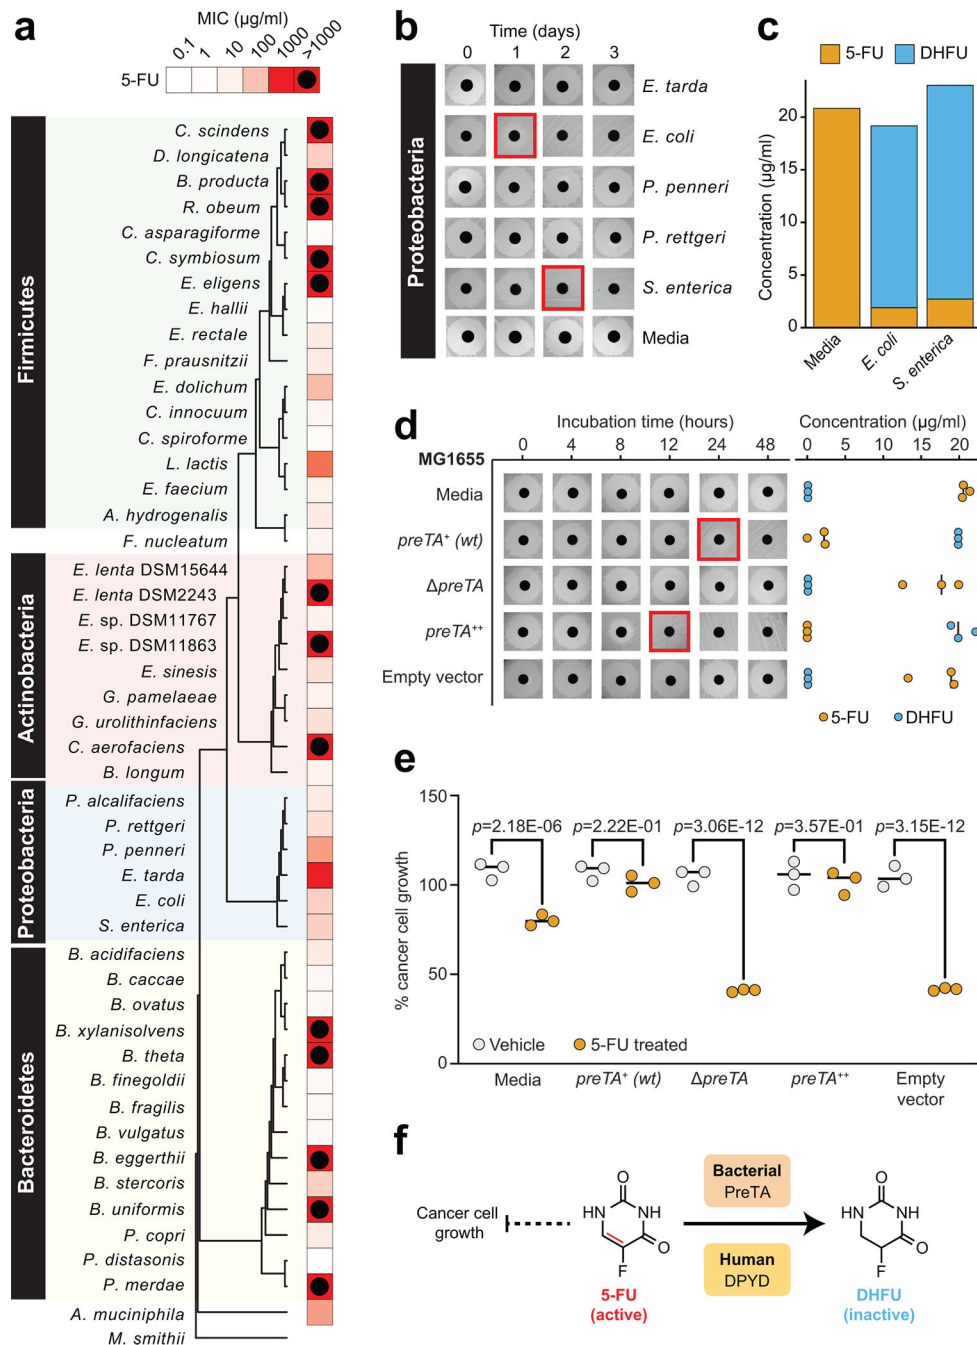 a
MIC (µg/ml)
0.1 1 10 100 1000 >1000
5-FU
Firmicutes
C. scindens
D. longicatena
B. producta
R. obeum
C. asparagiforme
C. symbiosum
E. eligens
E. hallii
E. rectale
F. prausnitzii
E. dolichum
C. innocuum
C. spiroforme
L. lactis
E. faecium
A. hydrogenalis
F. nucleatum
Actinobacteria
E. lenta DSM15644
E. lenta DSM2243
E. sp. DSM11767
E. sp. DSM11863
E. sinesis
G. pamelaeae
G. urolithinfaciens
C. aerofaciens
B. longum
Proteobacteria
P. alcalifaciens
P. rettgeri
P. penneri
E. tarda
E. coli
S. enterica
Bacteroidetes
B. acidifaciens
B. caccae
B. ovatus
B. xylanisolvens
B. theta
B. finegoldii
B. fragilis
B. vulgatus
B. eggerthii
B. stercoris
B. uniformis
P. copri
P. distasonis
P. merdae
A. muciniphila
M. smithii
b
Time (days)
0 1 2 3
Proteobacteria
E. tarda
E. coli
P. penneri
P. rettgeri
S. enterica
Media
c
5-FU DHFU
Concentration (µg/ml)
20
15
10
5
0
Media
E. coli
S. enterica
d
Incubation time (hours)
0 4 8 12 24 48
MG1655
Media
preTA+ (wt)
ΔpreTA
preTA++
Empty vector
Concentration (µg/ml)
0 5 10 15 20
5-FU DHFU
e
% cancer cell growth
150
100
50
0
p=2.18E-06 p=2.22E-01 p=3.06E-12 p=3.57E-01 p=3.15E-12
Vehicle 5-FU treated
Media preTA+ (wt) ΔpreTA preTA++ Empty
vector
f
Cancer cell
growth
O
HN NH
O
F
5-FU
(active)
Bacterial
PreTA
Human
DPYD
O
HN NH
O
F
DHFU
(inactive)